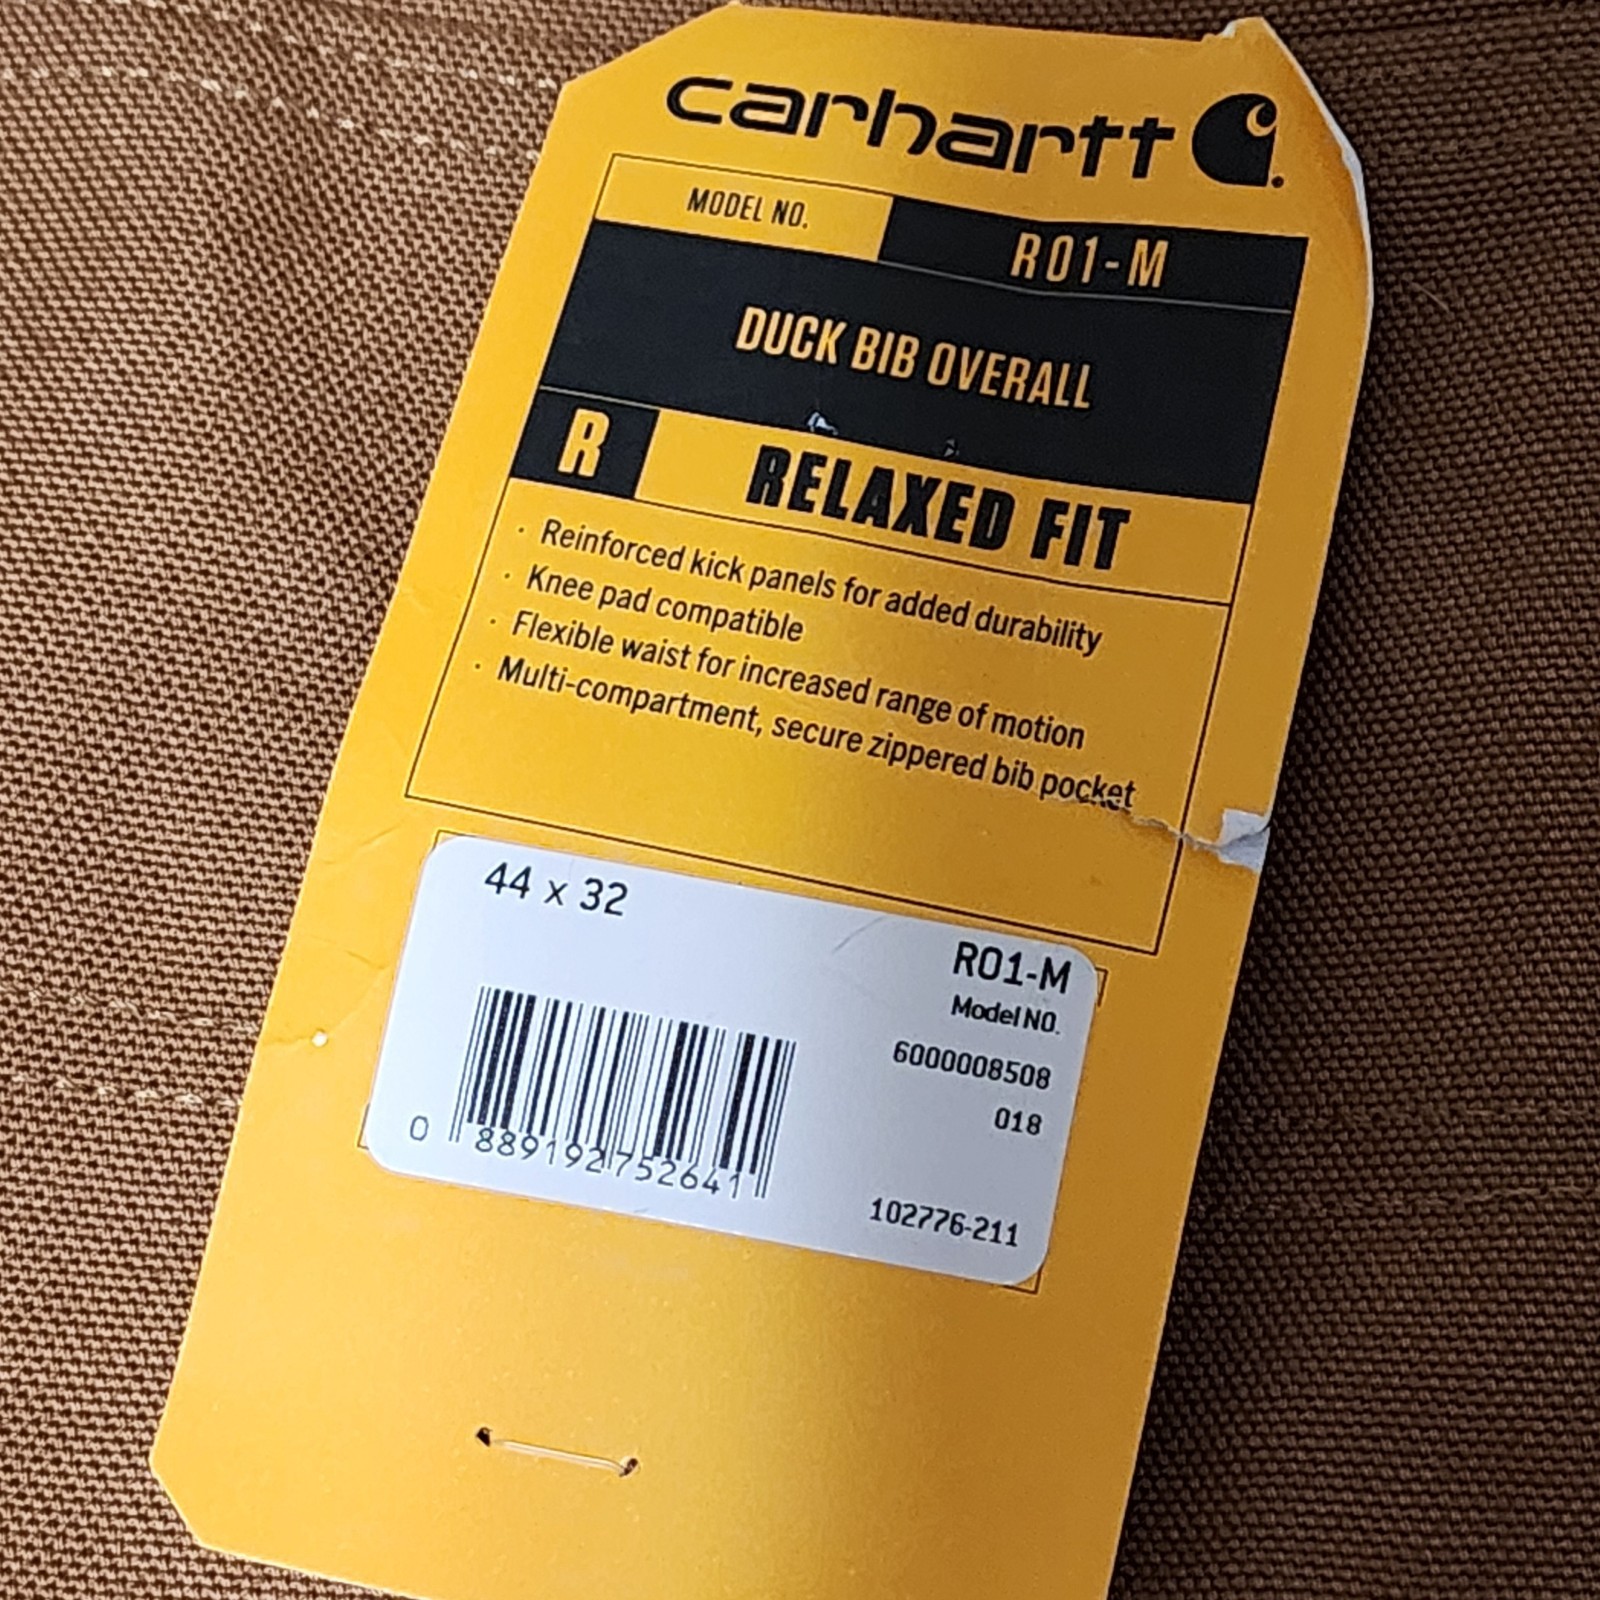 carhartt
MODEL NO. R01-M
DUCK BIB OVERALL
R RELAXED FIT
· Reinforced kick panels for added durability
· Knee pad compatible
· Flexible waist for increased range of motion
· Multi-compartment, secure zippered bib pocket
44 x 32
R01-M
Model NO.
6000008508
018
0 889192752641
102776-211